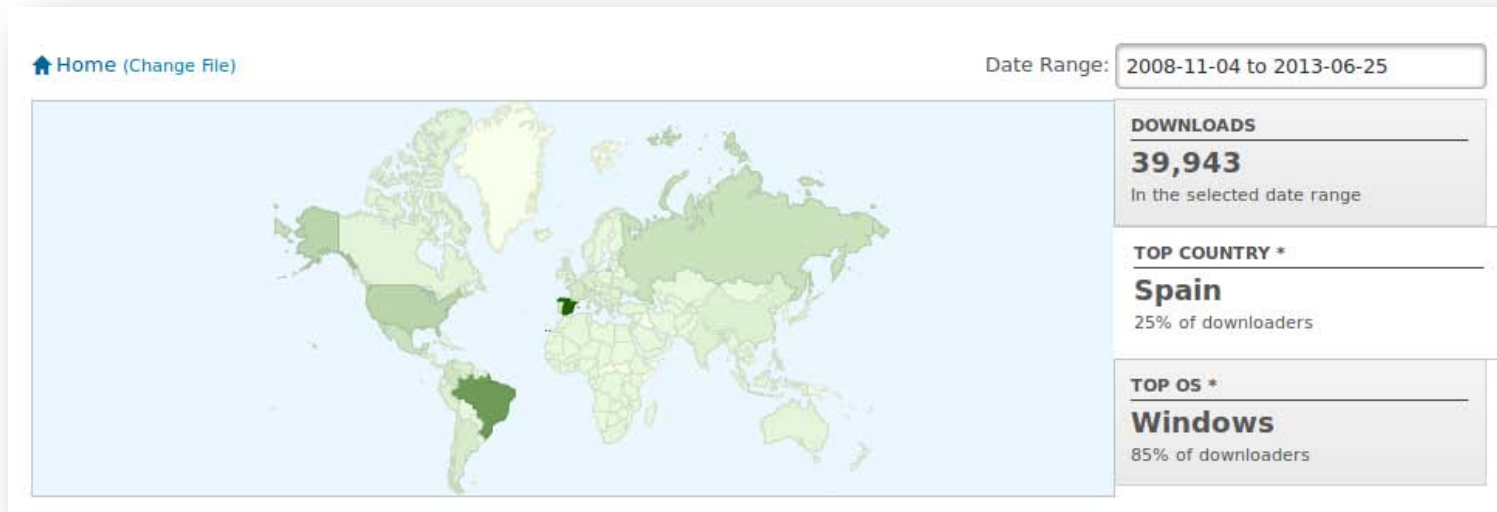 Home (Change File)
Date Range: 2008-11-04 to 2013-06-25
DOWNLOADS
39,943
In the selected date range
TOP COUNTRY *
Spain
25% of downloaders
TOP OS *
Windows
85% of downloaders